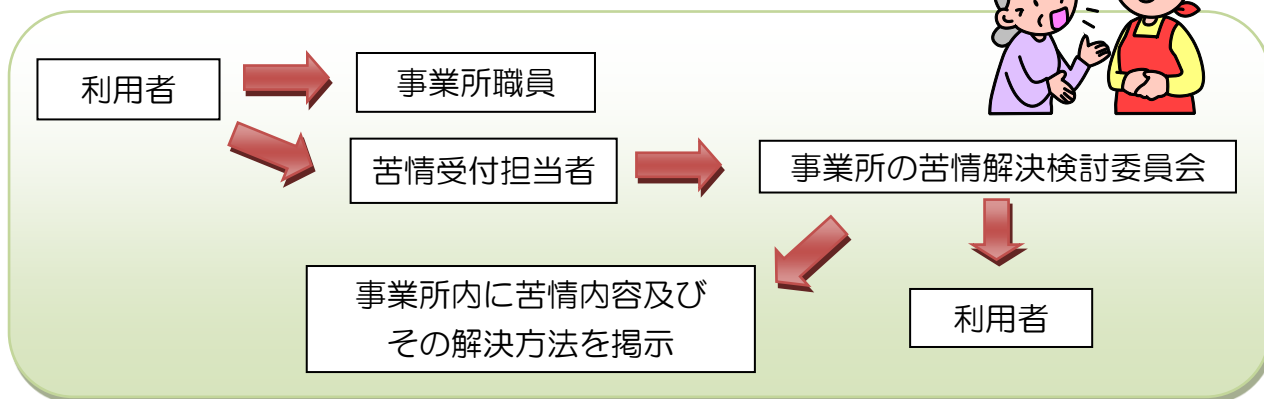 利用者
事業所職員
苦情受付担当者
事業所の苦情解決検討委員会
事業所内に苦情内容及び
その解決方法を掲示
利用者